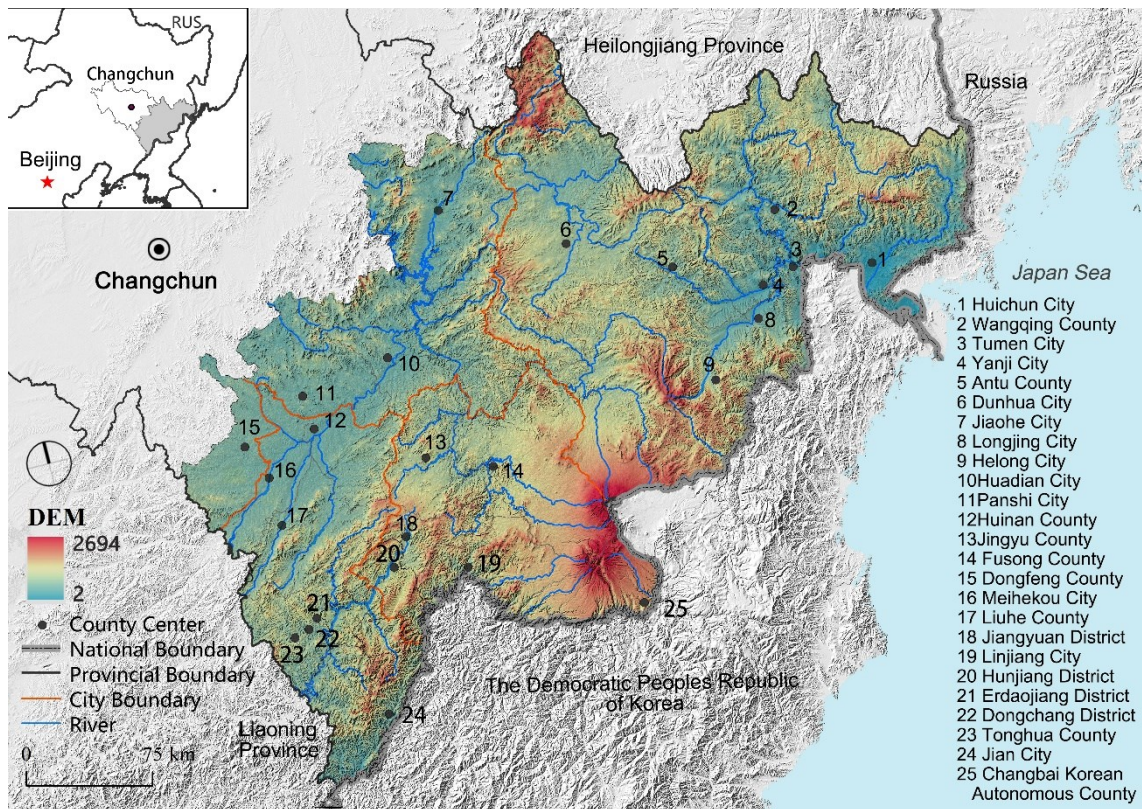 RUS
Changchun
Beijing
Heilongjiang Province
Russia
7
2
6
3
5
1
4
Changchun
Japan Sea
8
10
9
11
12
15
13
14
16
17
18
20
19
21
22
23
25
24
DEM
2694
2
County Center
National Boundary
Provincial Boundary
City Boundary
River
0 75 km
Liaoning
Province
The Democratic Peoples Republic
of Korea
1 Huichun City
2 Wangqing County
3 Tumen City
4 Yanji City
5 Antu County
6 Dunhua City
7 Jiaohe City
8 Longjing City
9 Helong City
10Huadian City
11Panshi City
12Huinan County
13Jingyu County
14 Fusong County
15 Dongfeng County
16 Meihekou City
17 Liuhe County
18 Jiangyuan District
19 Linjiang City
20 Hunjiang District
21 Erdaojiang District
22 Dongchang District
23 Tonghua County
24 Jian City
25 Changbai Korean
Autonomous County